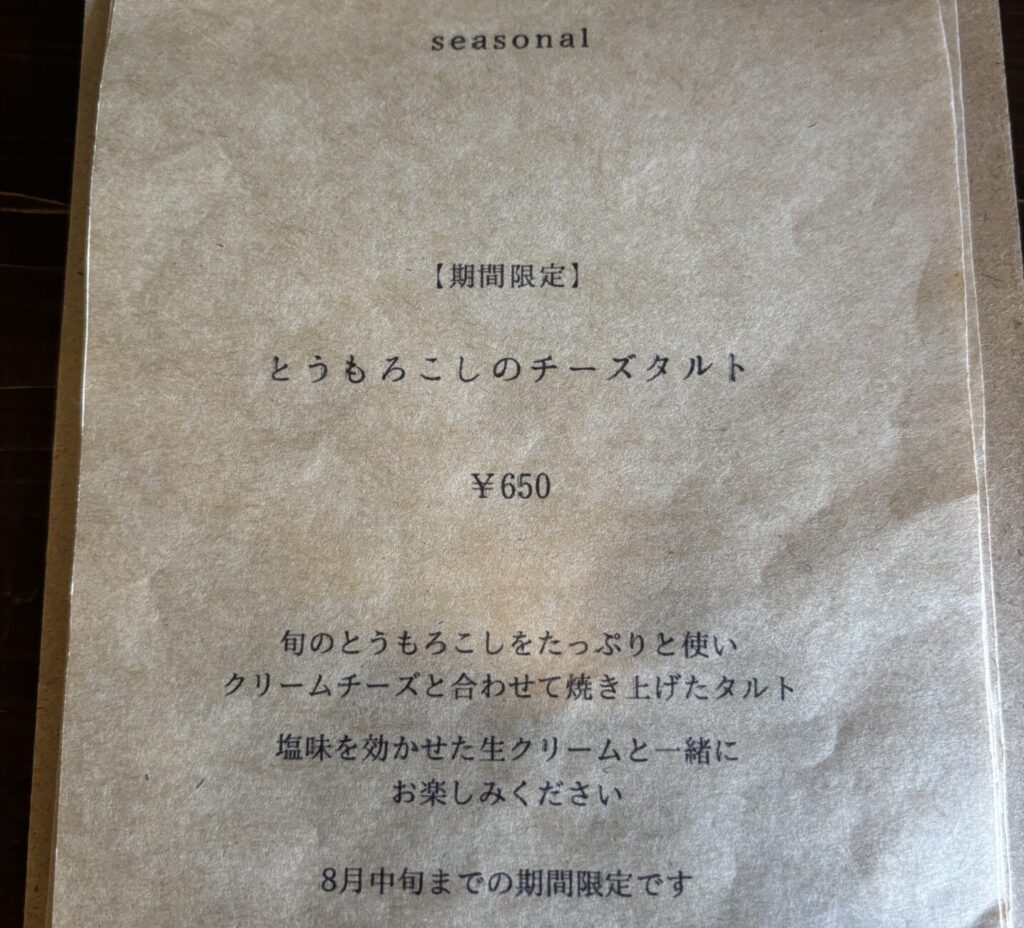 seasonal
【期間限定】
とうもろこしのチーズタルト
￥650
旬のとうもろこしをたっぷりと使い
クリームチーズと合わせて焼き上げたタルト
塩味を効かせた生クリームと一緒に
お楽しみください
8月中旬までの期間限定です